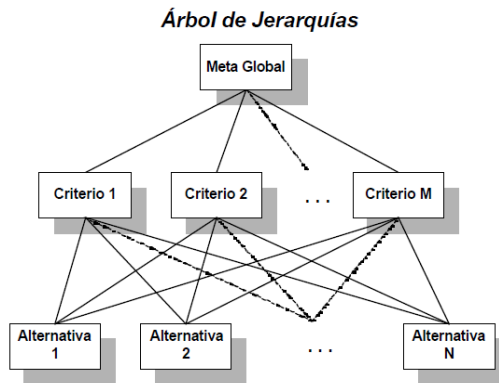 Árbol de Jerarquías
Meta Global
Criterio 1
Criterio 2
. . .
Criterio M
Alternativa
1
Alternativa
2
. . .
Alternativa
N